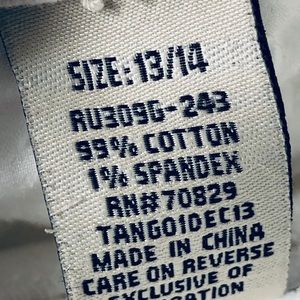 SIZE: 13/14
RU309G-243
99% COTTON
1% SPANDEX
RN#70829
TANGO1DEC13
MADE IN CHINA
CARE ON REVERSE
EXCLUSIVE OF